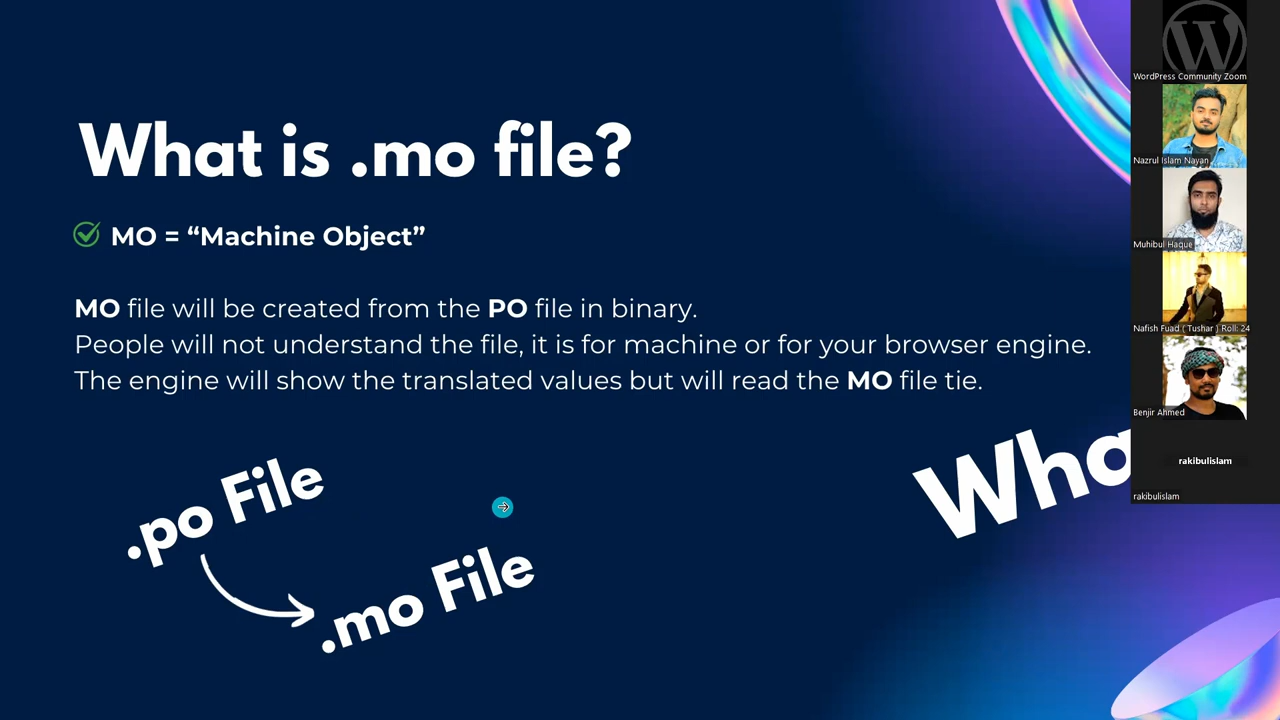 What is .mo file?
MO = “Machine Object”
MO file will be created from the PO file in binary.
People will not understand the file, it is for machine or for your browser engine.
The engine will show the translated values but will read the MO file tie.
.po File
.mo File
Wha
WordPress Community Zoom
Nazrul Islam Nayan
Muhibul Haque
Nafish Fuad ( Tushar ) Roll: 24
Benjir Ahmed
rakibulislam
rakibulislam